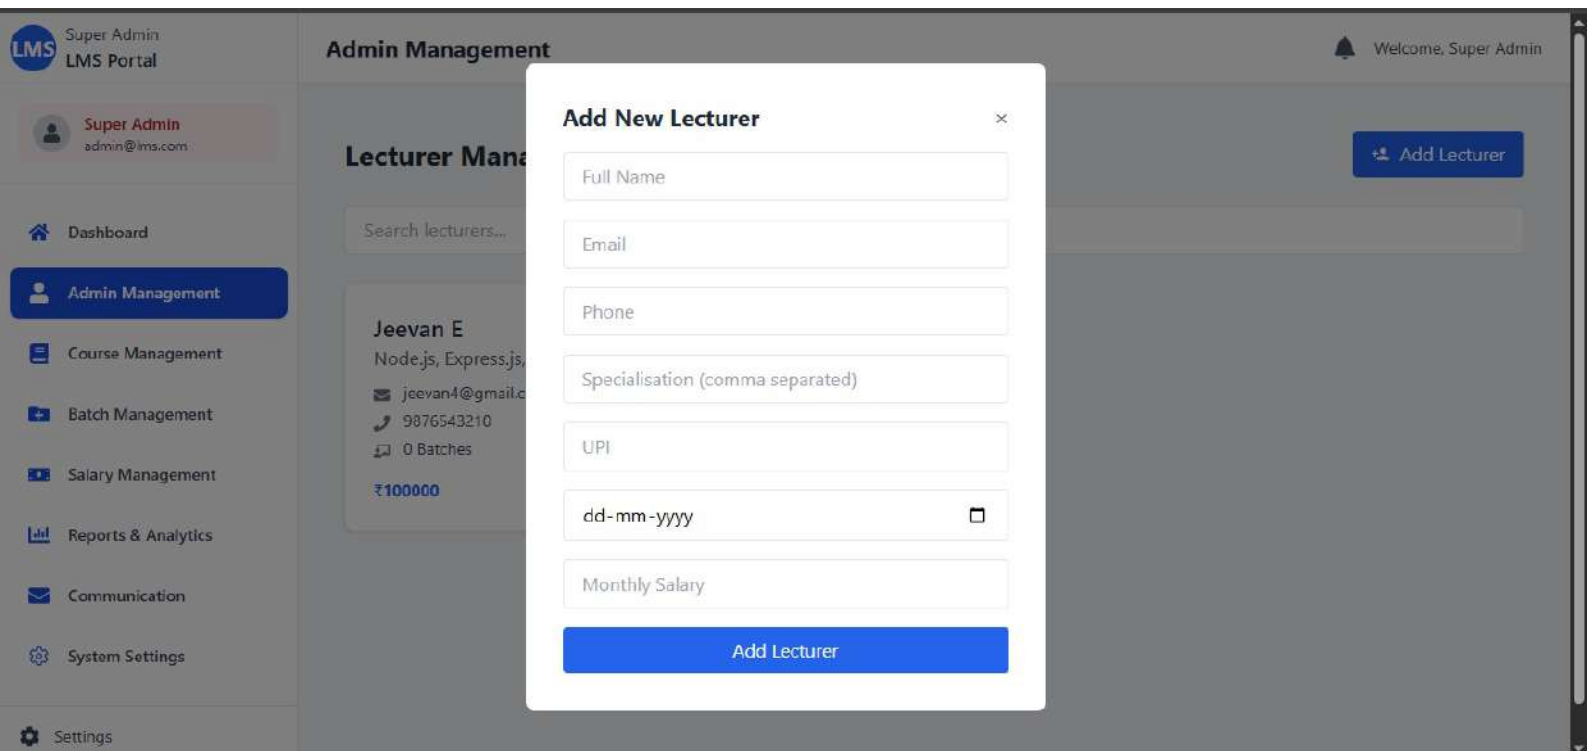 LMS
Super Admin
LMS Portal
Super Admin
admin@lms.com
Dashboard
Admin Management
Course Management
Batch Management
Salary Management
Reports & Analytics
Communication
System Settings
Settings
Admin Management
Welcome, Super Admin
Lecturer Mana
Add Lecturer
Search lecturers...
Jeevan E
Node.js, Express.js,
jeevan4@gmail.c
9876543210
0 Batches
₹100000
Add New Lecturer
×
Full Name
Email
Phone
Specialisation (comma separated)
UPI
dd-mm-yyyy
Monthly Salary
Add Lecturer